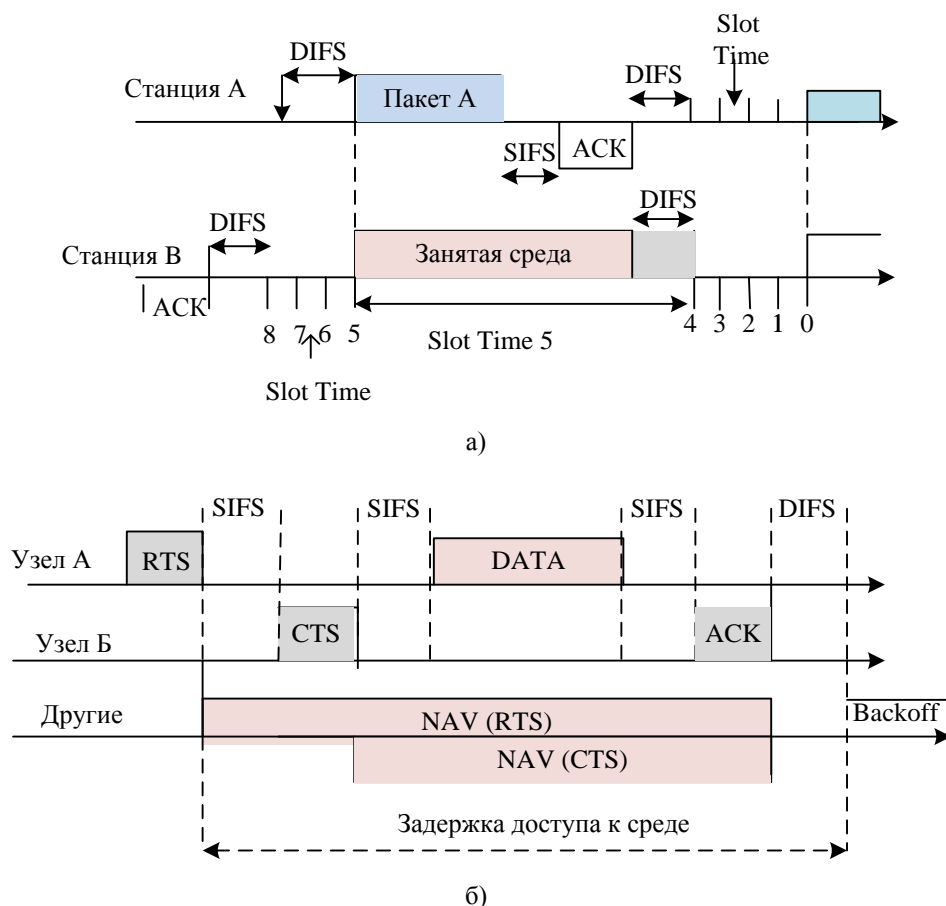 Slot
Time
DIFS
DIFS
Станция А
Пакет А
SIFS
АСК
DIFS
DIFS
Станция В
Занятая среда
АСК
8
7
6
5
4
3
2
1
0
Slot Time 5
Slot Time
а)
SIFS
SIFS
SIFS
DIFS
Узел А
RTS
DATA
Узел Б
CTS
ACK
Другие
NAV (RTS)
Backoff
NAV (CTS)
Задержка доступа к среде
б)